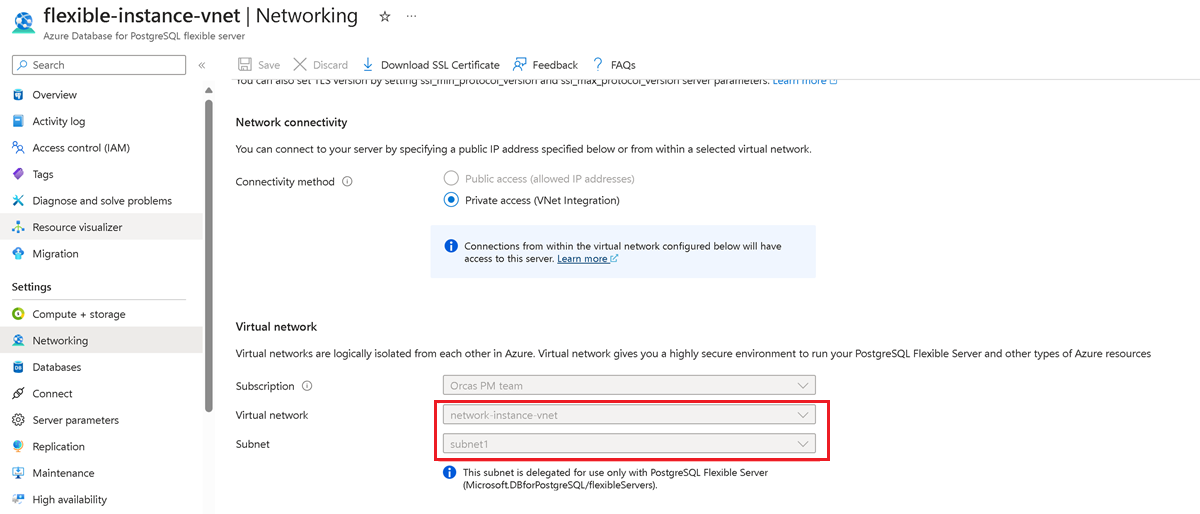 flexible-instance-vnet | Networking
Azure Database for PostgreSQL flexible server
Search
Save
Discard
Download SSL Certificate
Feedback
FAQs
You can also set TLS version by setting ssl_min_protocol_version and ssl_max_protocol_version server parameters. Learn more
Overview
Activity log
Access control (IAM)
Tags
Diagnose and solve problems
Resource visualizer
Migration
Settings
Compute + storage
Networking
Databases
Connect
Server parameters
Replication
Maintenance
High availability
Network connectivity
You can connect to your server by specifying a public IP address specified below or from within a selected virtual network.
Connectivity method
Public access (allowed IP addresses)
Private access (VNet Integration)
Connections from within the virtual network configured below will have
access to this server. Learn more
Virtual network
Virtual networks are logically isolated from each other in Azure. Virtual network gives you a highly secure environment to run your PostgreSQL Flexible Server and other types of Azure resources
Subscription
Orcas PM team
Virtual network
network-instance-vnet
Subnet
subnet1
This subnet is delegated for use only with PostgreSQL Flexible Server
(Microsoft.DBforPostgreSQL/flexibleServers).